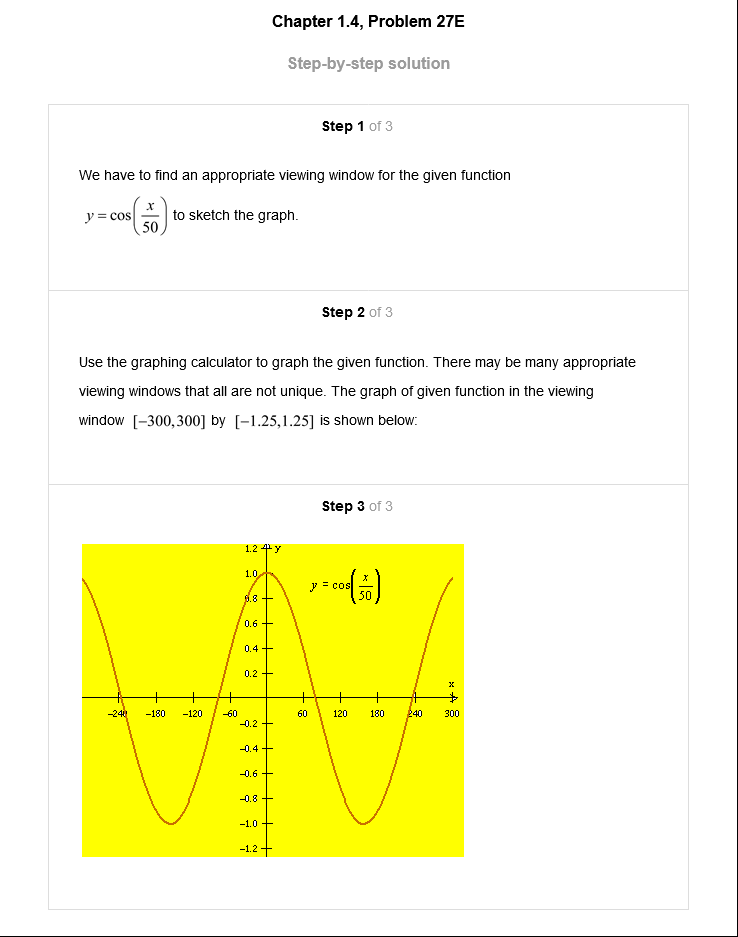 Chapter 1.4, Problem 27E
Step-by-step solution
Step 1 of 3
We have to find an appropriate viewing window for the given function
y = cos(x/50) to sketch the graph.
Step 2 of 3
Use the graphing calculator to graph the given function. There may be many appropriate
viewing windows that all are not unique. The graph of given function in the viewing
window [−300,300] by [−1.25,1.25] is shown below:
Step 3 of 3
1.2 y
1.0
y = cos(x/50)
0.8
0.6
0.4
0.2
x
−240 −180 −120 −60 60 120 180 240 300
−0.2
−0.4
−0.6
−0.8
−1.0
−1.2